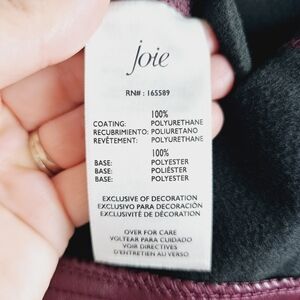 joie
RN# : 165589
100%
COATING: POLYURETHANE
RECUBRIMIENTO: POLIURETANO
REVÊTEMENT: POLYURETHANE
100%
BASE: POLYESTER
BASE: POLIÉSTER
BASE: POLYESTER
EXCLUSIVE OF DECORATION
EXCLUSIVO PARA DECORACIÓN
EXCLUSIVITÉ DE DÉCORATION
OVER FOR CARE
VOLTEAR PARA CUIDADO
VOIR DIRECTIVES
D'ENTRETIEN AU VERSO